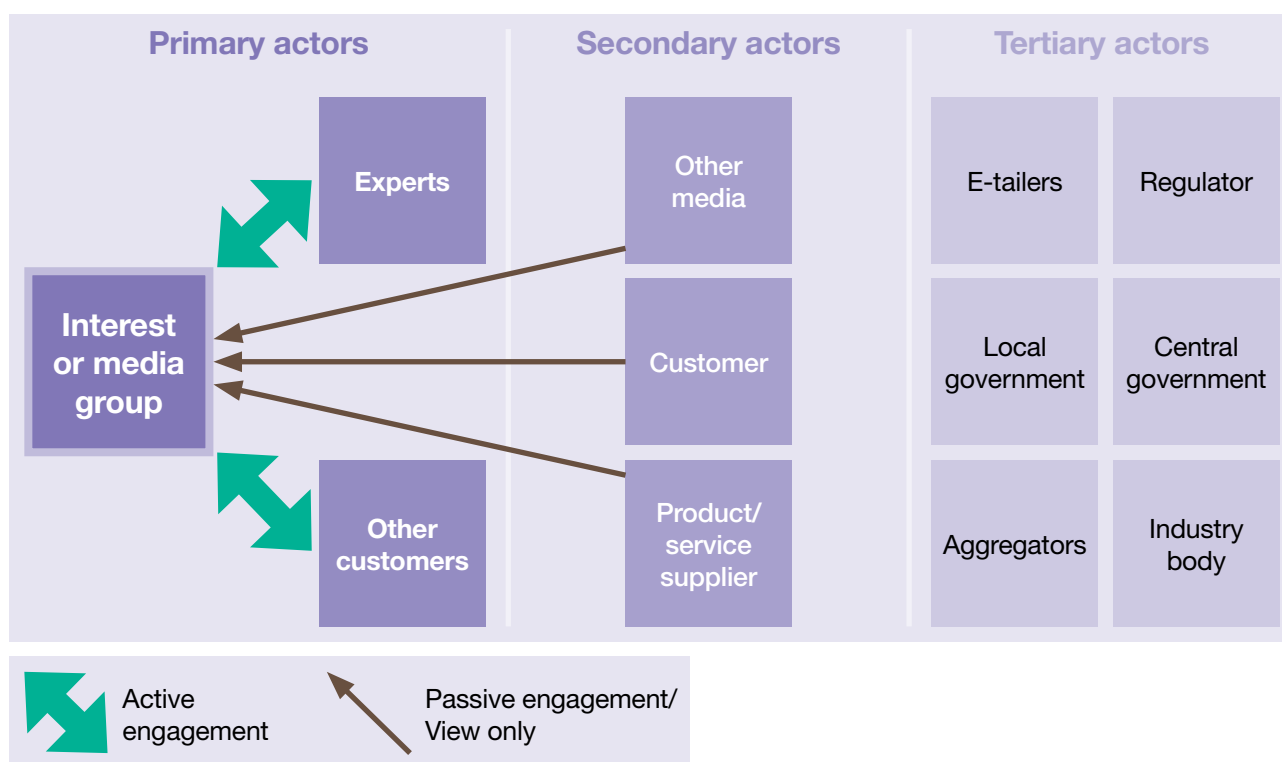 Primary actors
Secondary actors
Tertiary actors
Experts
Interest
or media
group
Other
customers
Other
media
Customer
Product/
service
supplier
E-tailers
Regulator
Local
government
Central
government
Aggregators
Industry
body
Active
engagement
Passive engagement/
View only